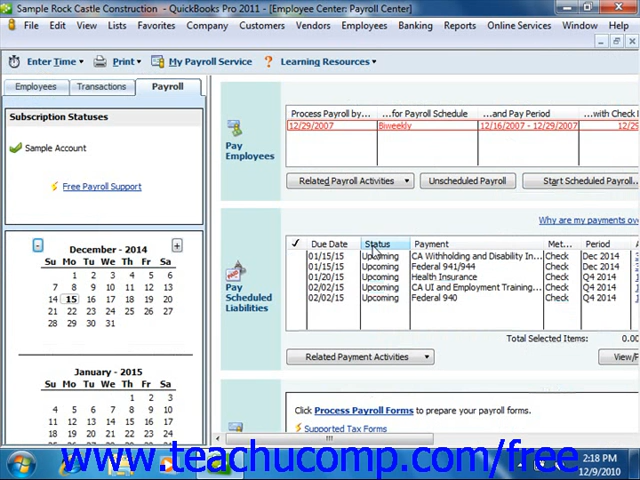 Sample Rock Castle Construction - QuickBooks Pro 2011 - [Employee Center: Payroll Center]
File Edit View Lists Favorites Company Customers Vendors Employees Banking Reports Online Services Window Help
Enter Time Print My Payroll Service Learning Resources
Employees Transactions Payroll
Subscription Statuses
Sample Account
Free Payroll Support
December - 2014
Su Mo Tu We Th Fr Sa
1 2 3 4 5 6
7 8 9 10 11 12 13
14 15 16 17 18 19 20
21 22 23 24 25 26 27
28 29 30 31
January - 2015
Su Mo Tu We Th Fr Sa
1 2 3
4 5 6 7 8 9 10
11 12 13 14 15 16 17
18 19 20 21 22 23 24
Pay Employees
Process Payroll by... ...for Payroll Schedule ...and Pay Period ...with Check
12/29/2007 Biweekly 12/16/2007 - 12/29/2007 12/29
Related Payroll Activities Unscheduled Payroll Start Scheduled Payroll..
Pay Scheduled Liabilities
Why are my payments ove
Due Date Status Payment Met... Period A
01/15/15 Upcoming CA Withholding and Disability In... Check Dec 2014
01/15/15 Upcoming Federal 941/944 Check Dec 2014
01/20/15 Upcoming Health Insurance Check Q4 2014
02/02/15 Upcoming CA UI and Employment Training... Check Q4 2014
02/02/15 Upcoming Federal 940 Check Q4 2014
Total Selected Items: 0.00
Related Payment Activities View/P
Click Process Payroll Forms to prepare your payroll forms.
Supported Tax Forms
www.teachucomp.com/free
2:18 PM
12/9/2010